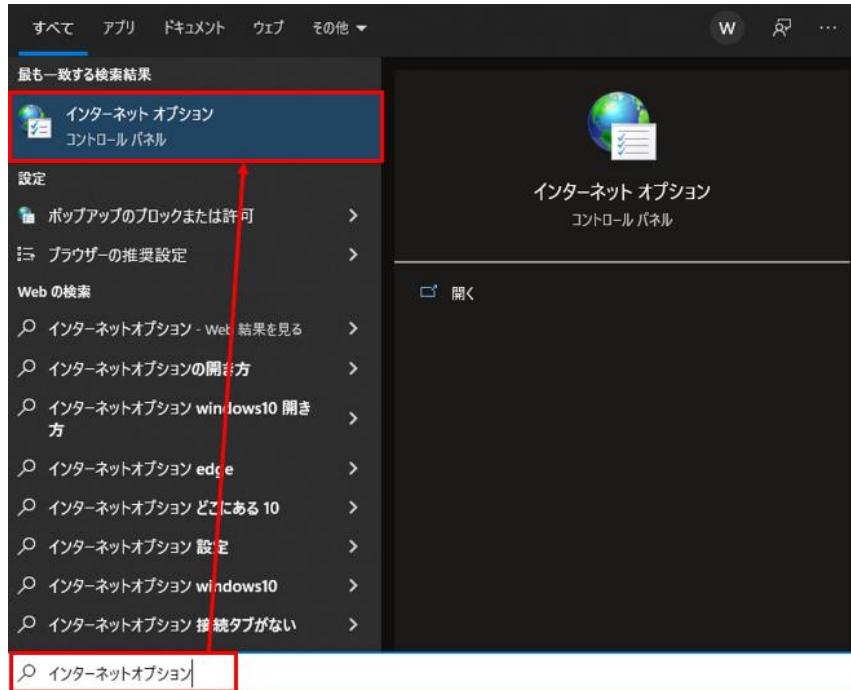 すべて アプリ ドキュメント ウェブ その他
W
最も一致する検索結果
インターネット オプション
コントロール パネル
設定
ポップアップのブロックまたは許可
ブラウザーの推奨設定
Web の検索
インターネットオプション - Web 結果を見る
インターネットオプションの開き方
インターネットオプション windows10 開き
方
インターネットオプション edge
インターネットオプション どこにある 10
インターネットオプション 設定
インターネットオプション windows10
インターネットオプション 接続タブがない
インターネットオプション
インターネット オプション
コントロール パネル
開く